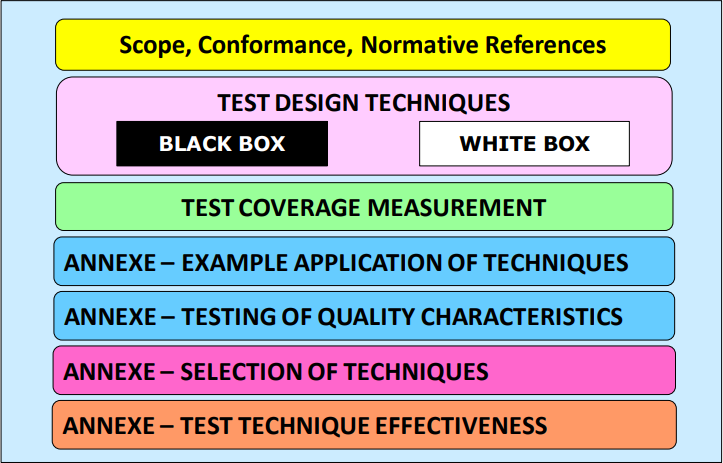 Scope, Conformance, Normative References
TEST DESIGN TECHNIQUES
BLACK BOX
WHITE BOX
TEST COVERAGE MEASUREMENT
ANNEXE – EXAMPLE APPLICATION OF TECHNIQUES
ANNEXE – TESTING OF QUALITY CHARACTERISTICS
ANNEXE – SELECTION OF TECHNIQUES
ANNEXE – TEST TECHNIQUE EFFECTIVENESS